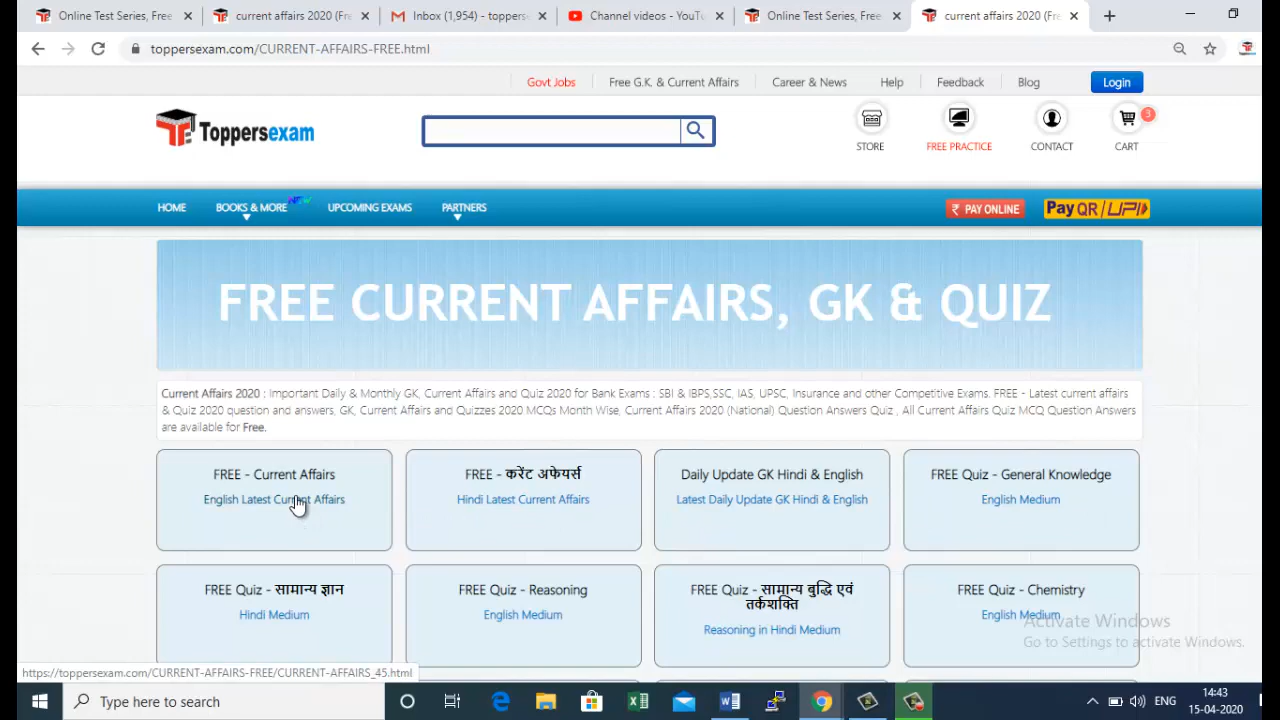 Online Test Series, Free
current affairs 2020 (Fre
Inbox (1,954) - toppers
Channel videos - YouTu
Online Test Series, Free
current affairs 2020 (Fre
toppersexam.com/CURRENT-AFFAIRS-FREE.html
Govt Jobs
Free G.K. & Current Affairs
Career & News
Help
Feedback
Blog
Login
Toppersexam
STORE
FREE PRACTICE
CONTACT
3
CART
HOME
BOOKS & MORE
NEW
UPCOMING EXAMS
PARTNERS
₹ PAY ONLINE
Pay QR / UPI
FREE CURRENT AFFAIRS, GK & QUIZ
Current Affairs 2020 : Important Daily & Monthly GK, Current Affairs and Quiz 2020 for Bank Exams : SBI & IBPS,SSC, IAS, UPSC, Insurance and other Competitive Exams. FREE - Latest current affairs
& Quiz 2020 question and answers, GK, Current Affairs and Quizzes 2020 MCQs Month Wise, Current Affairs 2020 (National) Question Answers Quiz , All Current Affairs Quiz MCQ Question Answers
are available for Free.
FREE - Current Affairs
English Latest Current Affairs
FREE - करेंट अफेयर्स
Hindi Latest Current Affairs
Daily Update GK Hindi & English
Latest Daily Update GK Hindi & English
FREE Quiz - General Knowledge
English Medium
FREE Quiz - सामान्य ज्ञान
Hindi Medium
FREE Quiz - Reasoning
English Medium
FREE Quiz - सामान्य बुद्धि एवं
तर्कशक्ति
Reasoning in Hindi Medium
FREE Quiz - Chemistry
English Medium
Activate Windows
Go to Settings to activate Windows.
https://toppersexam.com/CURRENT-AFFAIRS-FREE/CURRENT-AFFAIRS_45.html
Type here to search
ENG
14:43
15-04-2020